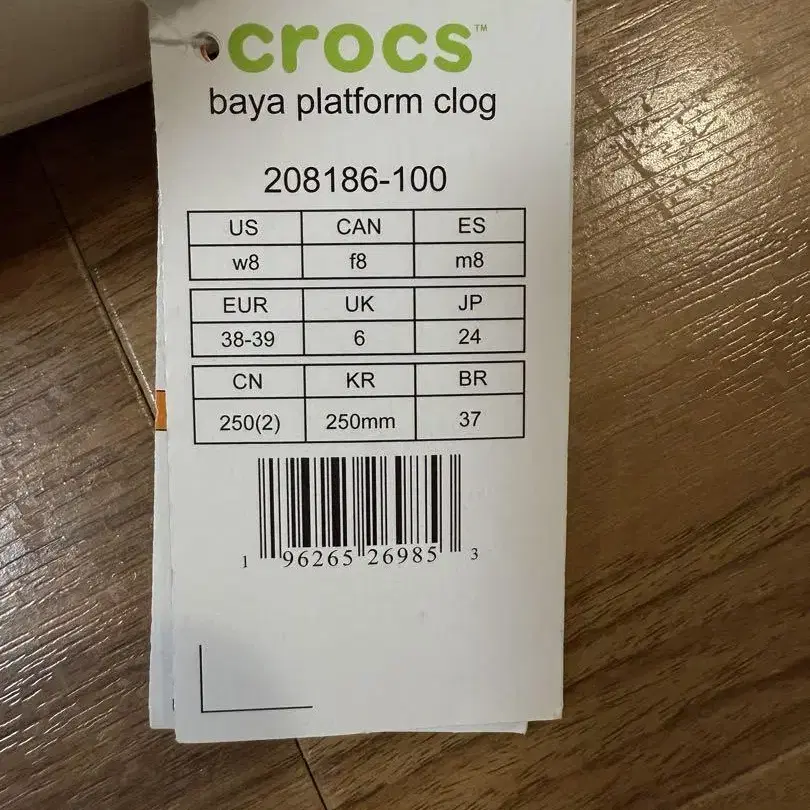 crocs™
baya platform clog
208186-100
US CAN ES
w8 f8 m8
EUR UK JP
38-39 6 24
CN KR BR
250(2) 250mm 37
1 96265 26985 3